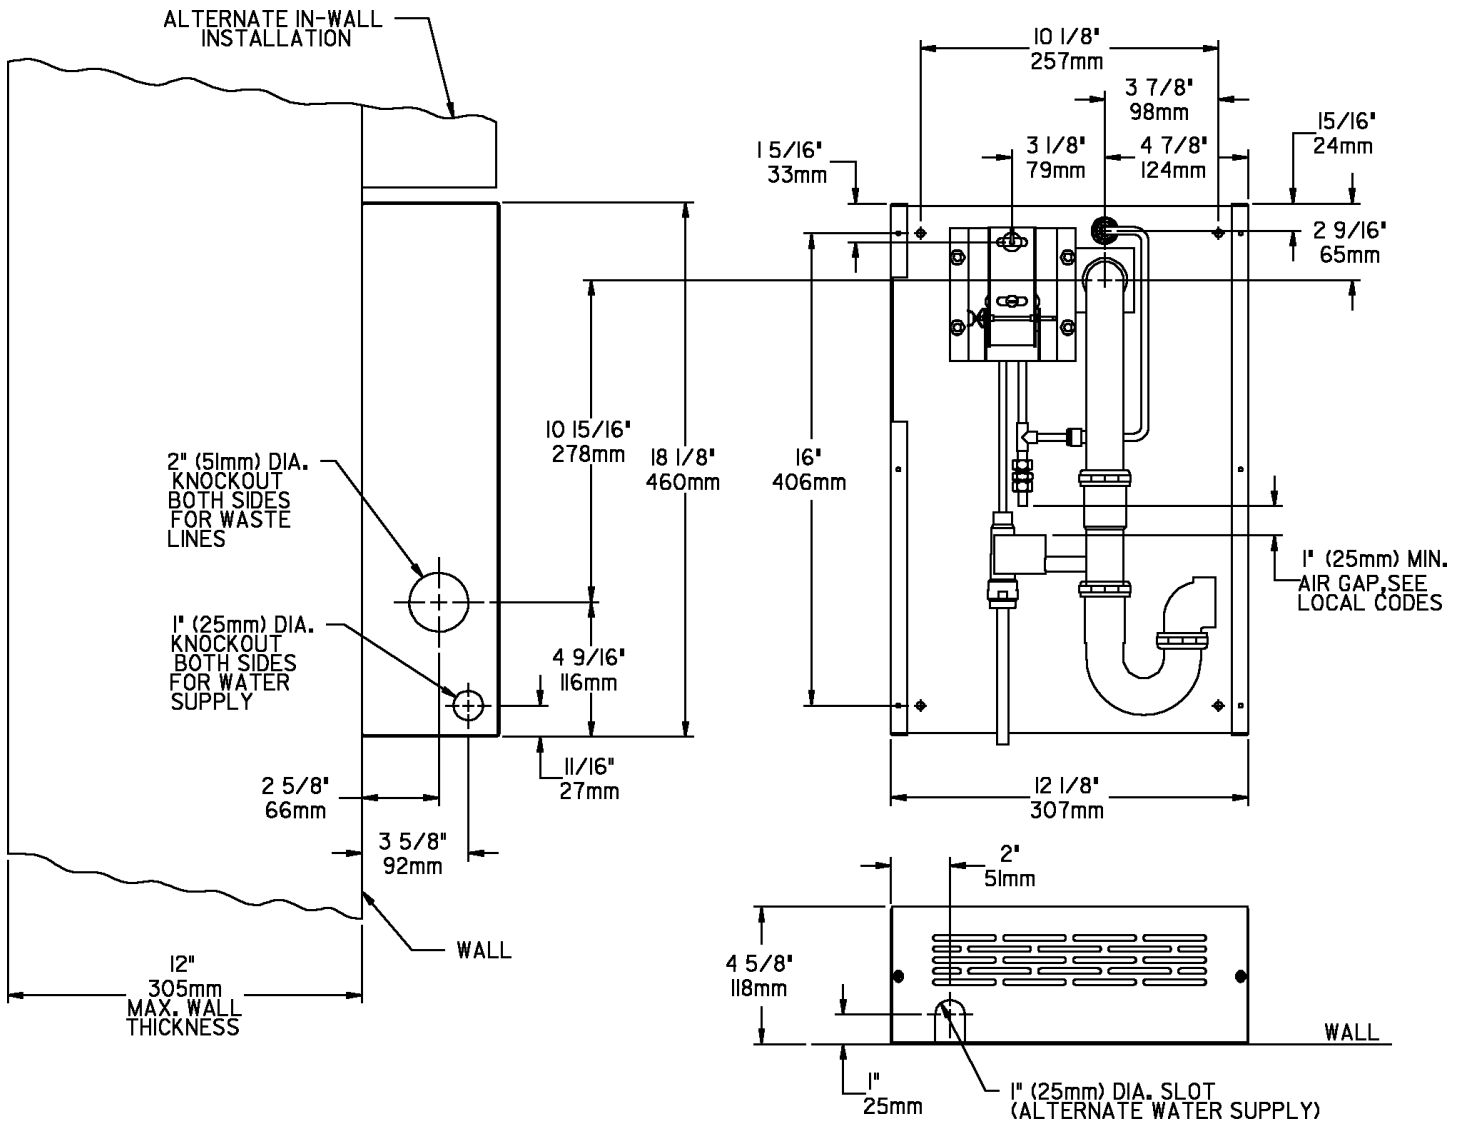 ALTERNATE IN-WALL
INSTALLATION
10 1/8"
257mm
3 7/8"
98mm
15/16"
24mm
1 5/16"
33mm
3 1/8"
79mm
4 7/8"
124mm
2 9/16"
65mm
10 15/16"
278mm
18 1/8"
460mm
16"
406mm
2" (51mm) DIA.
KNOCKOUT
BOTH SIDES
FOR WASTE
LINES
1" (25mm) MIN.
AIR GAP,SEE
LOCAL CODES
1" (25mm) DIA.
KNOCKOUT
BOTH SIDES
FOR WATER
SUPPLY
4 9/16"
116mm
11/16"
27mm
2 5/8"
66mm
3 5/8"
92mm
12 1/8"
307mm
2"
51mm
WALL
12"
305mm
MAX. WALL
THICKNESS
4 5/8"
118mm
WALL
1"
25mm
1" (25mm) DIA. SLOT
(ALTERNATE WATER SUPPLY)